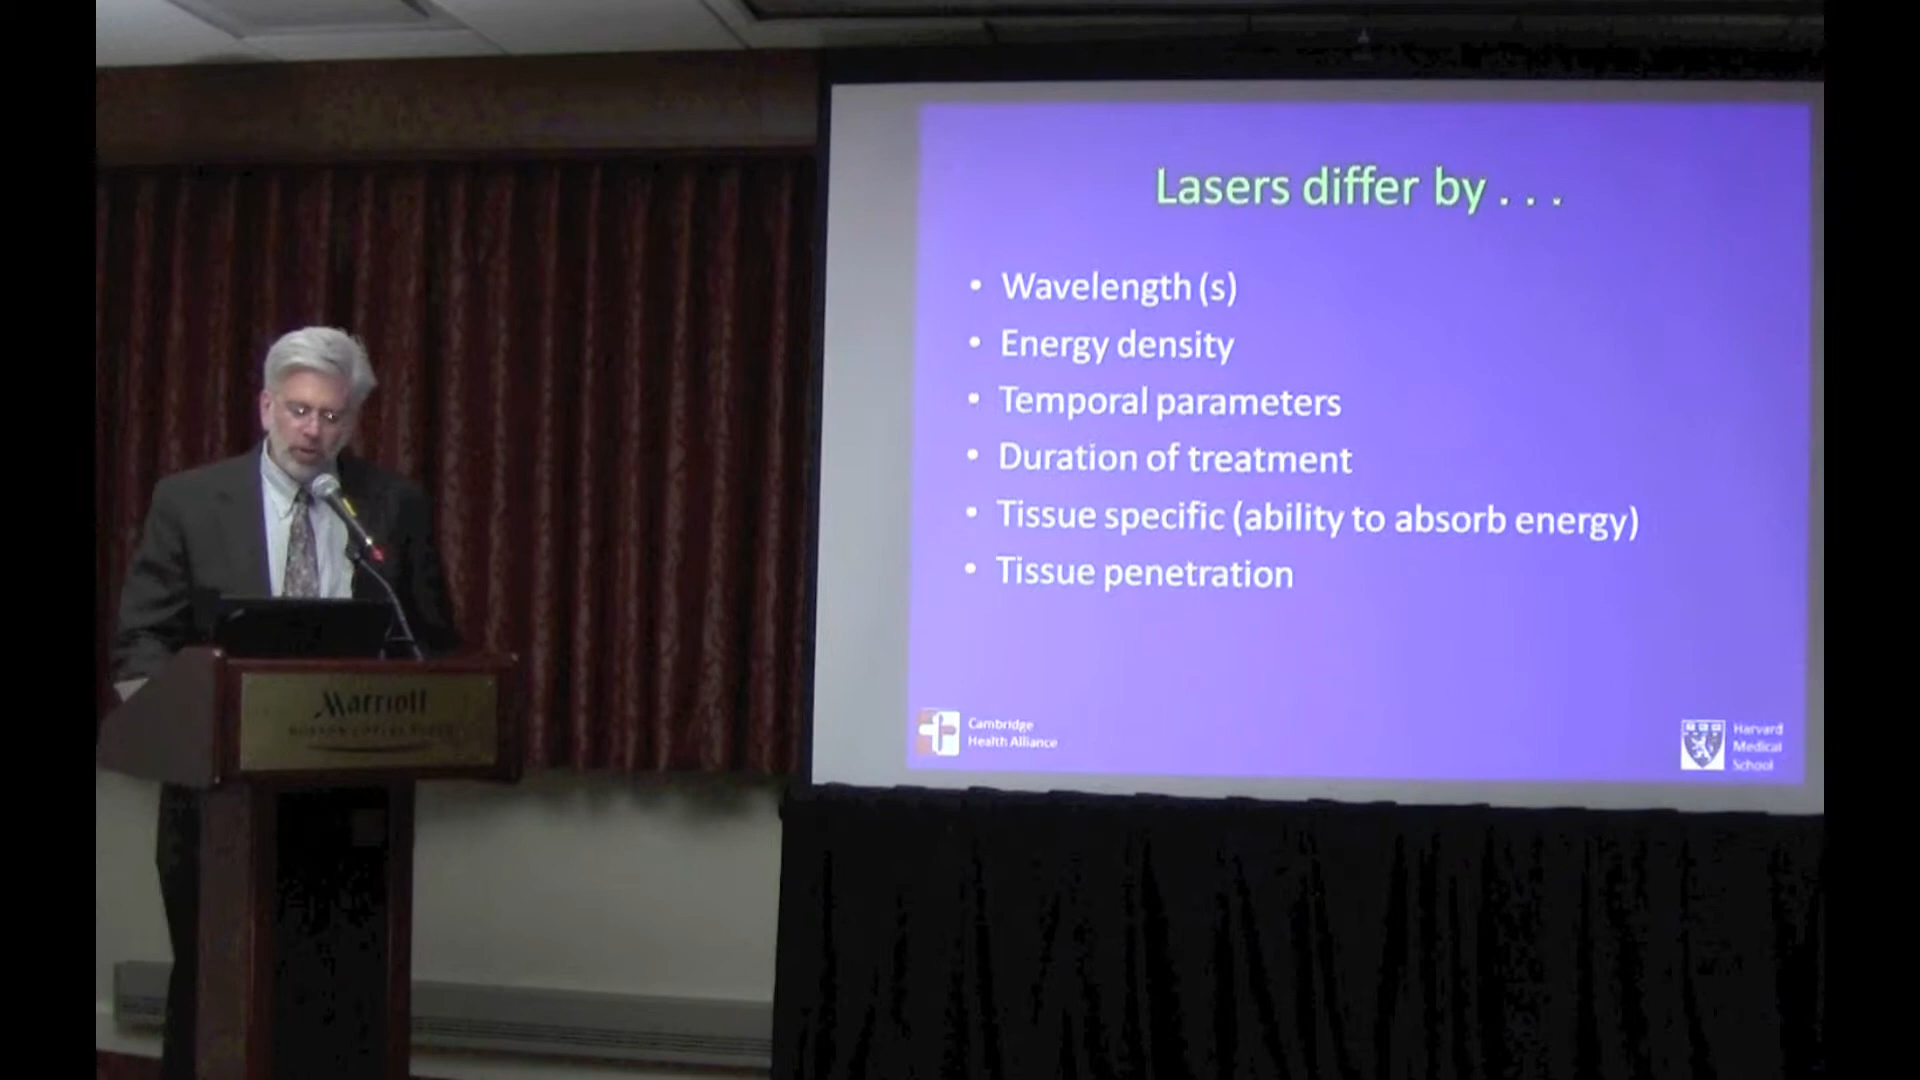 Lasers differ by . . .
• Wavelength (s)
• Energy density
• Temporal parameters
• Duration of treatment
• Tissue specific (ability to absorb energy)
• Tissue penetration
Cambridge
Health Alliance
Harvard
Medical
School
Marriott